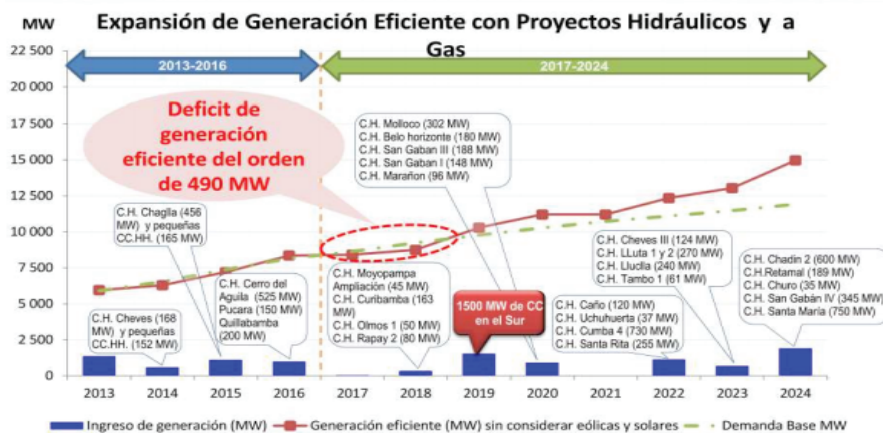 MW
Expansión de Generación Eficiente con Proyectos Hidráulicos y a
Gas
22 500
20 000
17 500
15 000
12 500
10 000
7 500
5 000
2 500
0
2013-2016
2017-2024
Deficit de
generación
eficiente del orden
de 490 MW
C.H. Molloco (302 MW)
C.H. Belo horizonte (180 MW)
C.H. San Gaban III (188 MW)
C.H. San Gaban I (148 MW)
C.H. Marañon (96 MW)
C.H. Chaglla (456
MW) y pequeñas
CC.HH. (165 MW)
C.H. Cheves (168
MW) y pequeñas
CC.HH. (152 MW)
C.H. Cerro del
Aguila (525 MW)
Pucara (150 MW)
Quillabamba
(200 MW)
C.H. Moyopampa
Ampliación (45 MW)
C.H. Curibamba (163
MW)
C.H. Olmos 1 (50 MW)
C.H. Rapay 2 (80 MW)
1500 MW de CC
en el Sur
C.H. Caño (120 MW)
C.H. Uchuhuerta (37 MW)
C.H. Cumba 4 (730 MW)
C.H. Santa Rita (255 MW)
C.H. Cheves III (124 MW)
C.H. LLuta 1 y 2 (270 MW)
C.H. Lluclla (240 MW)
C.H. Tambo 1 (61 MW)
C.H. Chadin 2 (600 MW)
C.H.Retamal (189 MW)
C.H. Churo (35 MW)
C.H. San Gabán IV (345 MW)
C.H. Santa María (750 MW)
2013 2014 2015 2016 2017 2018 2019 2020 2021 2022 2023 2024
Ingreso de generación (MW) Generación eficiente (MW) sin considerar eólicas y solares Demanda Base MW